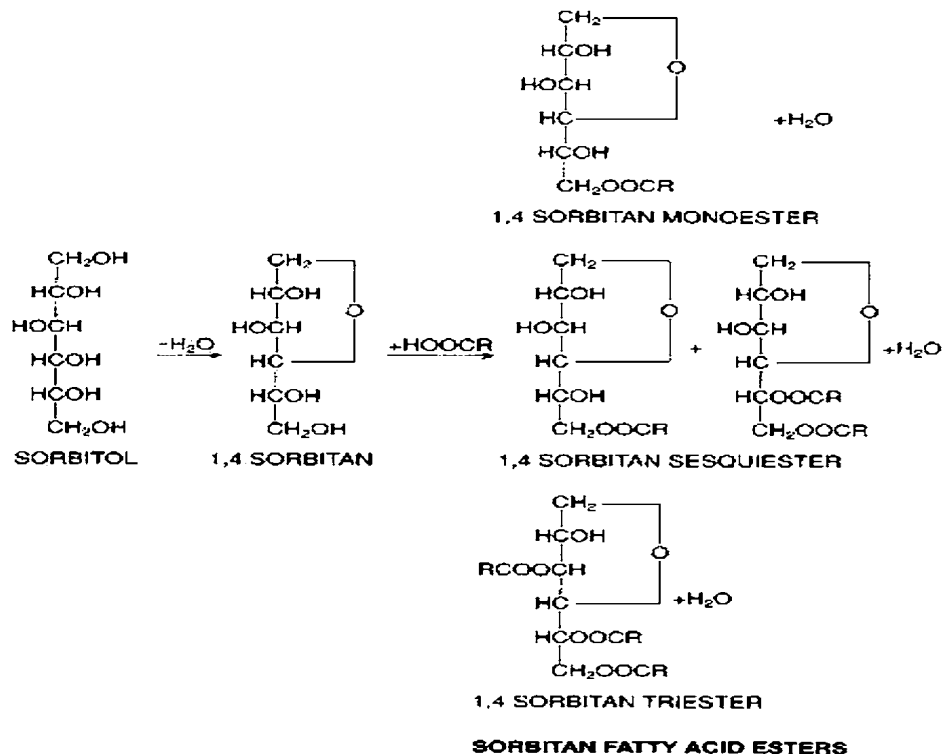 CH₂
HCOH
O
HOCH
HC
+H₂O
HCOH
CH₂OOCR
1,4 SORBITAN MONOESTER
CH₂OH
HCOH
HOCH
HCOH
HCOH
CH₂OH
SORBITOL
-H₂O
CH₂
HCOH
O
HOCH
HC
HCOH
CH₂OH
1,4 SORBITAN
+HOOCR
CH₂
HCOH
O
HOCH
HC
HCOH
CH₂OOCR
+
CH₂
HCOH
O
HOCH
HC
+H₂O
HCOOCR
CH₂OOCR
1,4 SORBITAN SESQUIESTER
CH₂
HCOH
O
RCOOCH
HC
+H₂O
HCOOCR
CH₂OOCR
1,4 SORBITAN TRIESTER
SORBITAN FATTY ACID ESTERS